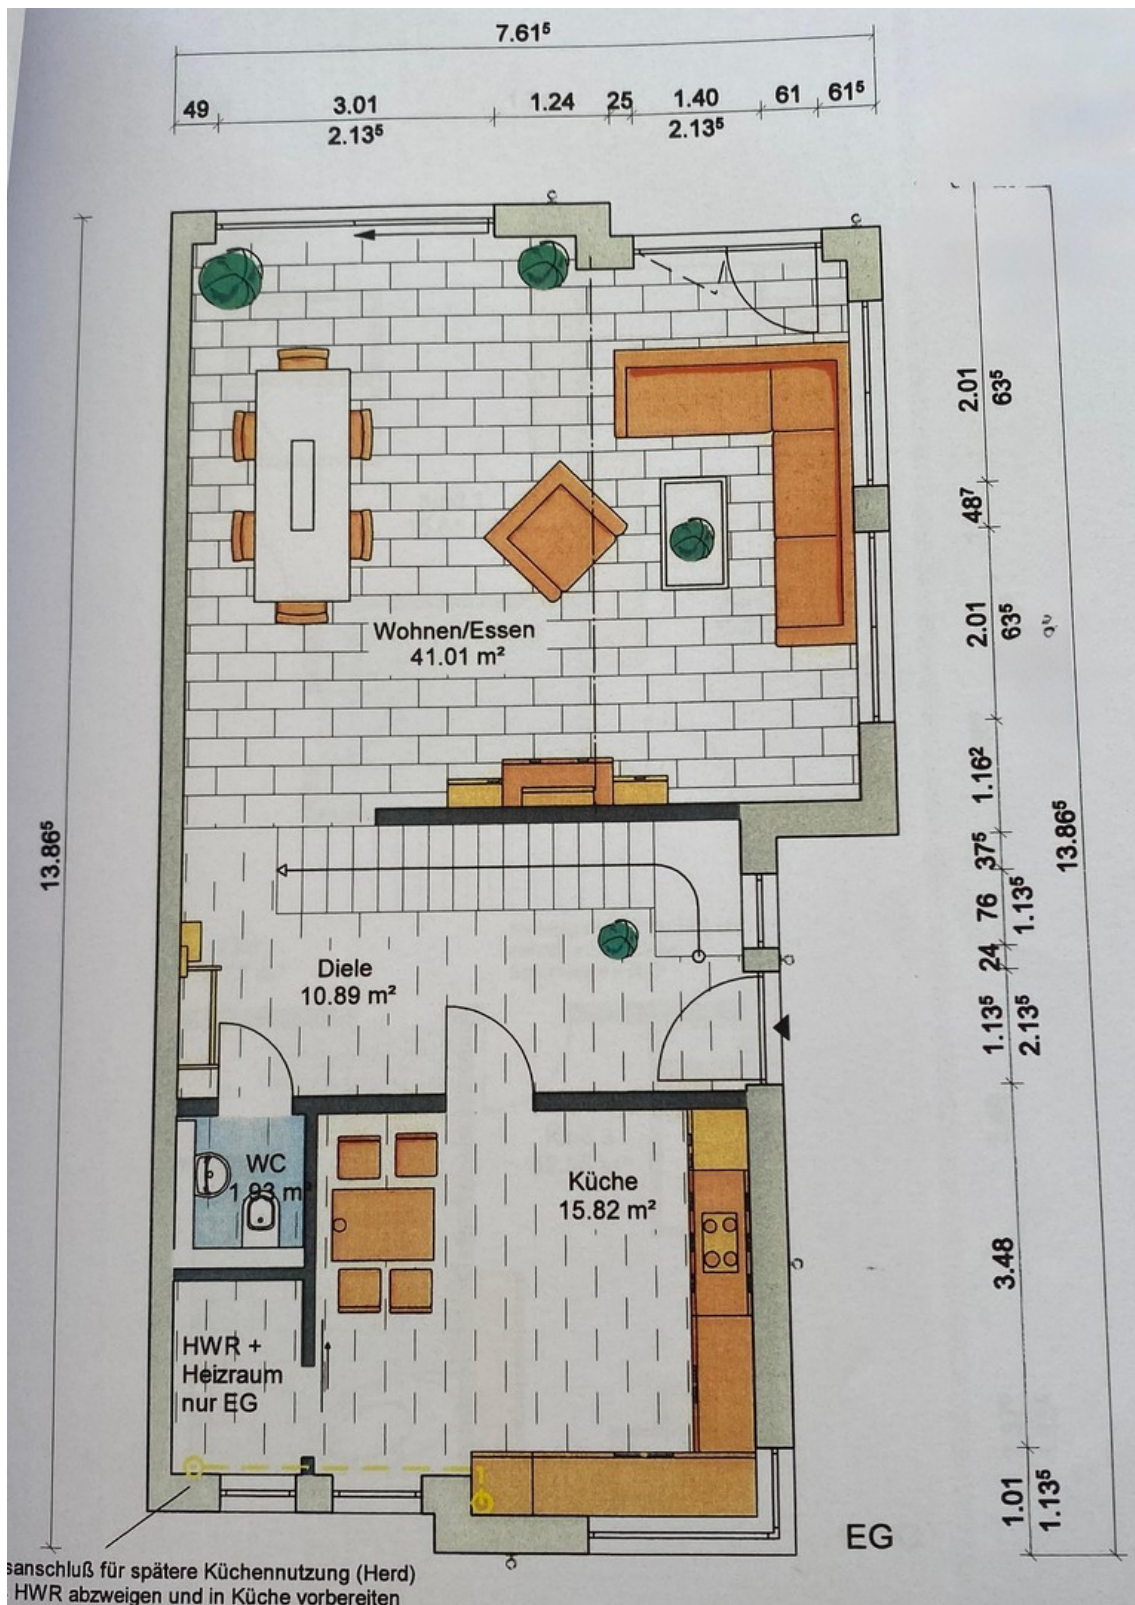 7.61⁵
49 3.01 1.24 25 1.40 61 61⁵
2.13⁵ 2.13⁵
2.01
63⁵
48⁷
2.01
63⁵
1.16²
37⁵
76
1.13⁵
24
1.13⁵
2.13⁵
3.48
1.01
1.13⁵
13.86⁵
13.86⁵
Wohnen/Essen
41.01 m²
Diele
10.89 m²
WC
1.93 m
Küche
15.82 m²
HWR +
Heizraum
nur EG
EG
sanschluß für spätere Küchennutzung (Herd)
HWR abzweigen und in Küche vorbereiten